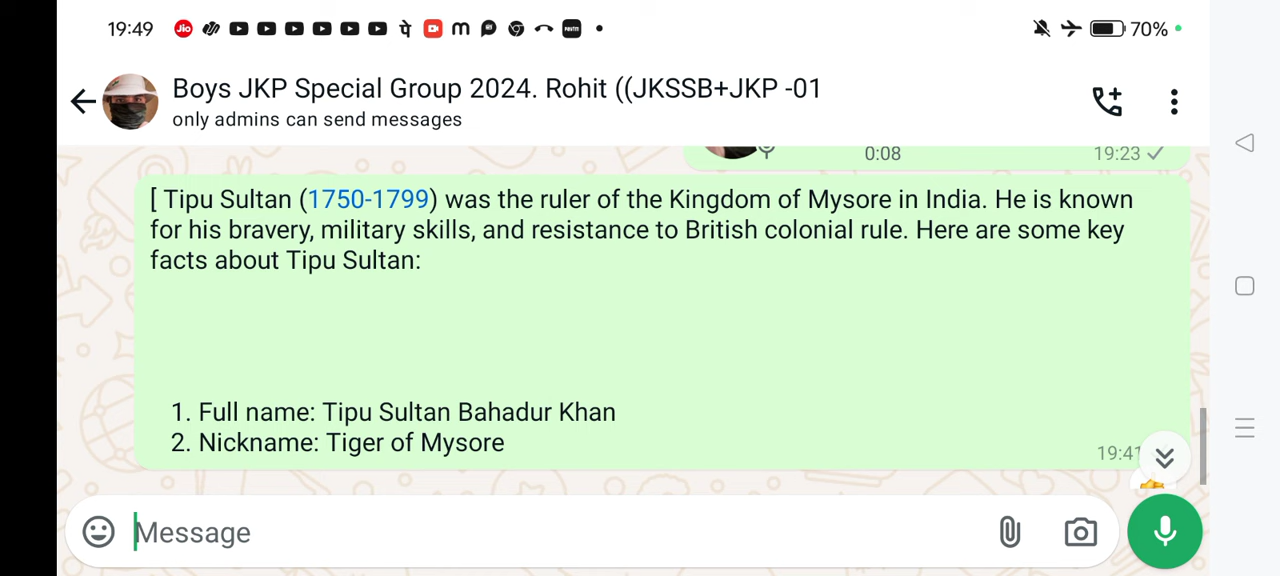 19:49 Jio m Paytm 70%
Boys JKP Special Group 2024. Rohit ((JKSSB+JKP -01
only admins can send messages
0:08 19:23
[ Tipu Sultan (1750-1799) was the ruler of the Kingdom of Mysore in India. He is known
for his bravery, military skills, and resistance to British colonial rule. Here are some key
facts about Tipu Sultan:
1. Full name: Tipu Sultan Bahadur Khan
2. Nickname: Tiger of Mysore
19:41
Message